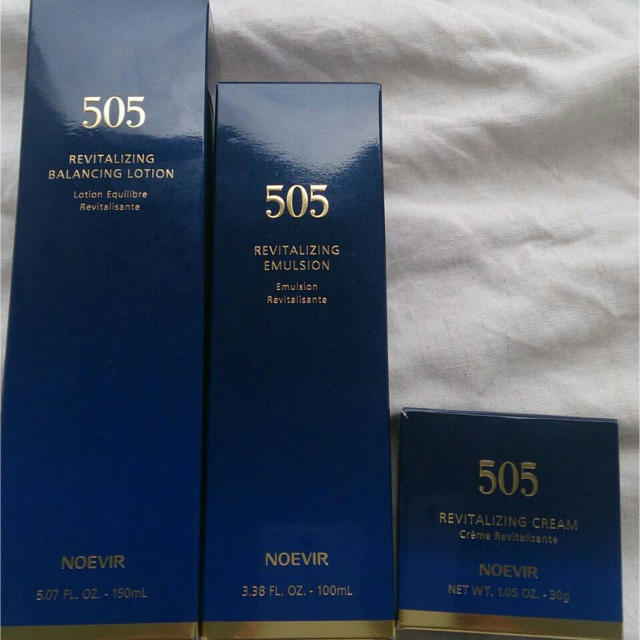 505
REVITALIZING
BALANCING LOTION
Lotion Equilibre
Revitalisante
NOEVIR
5.07 FL. OZ. - 150mL
505
REVITALIZING
EMULSION
Emulsion
Revitalisante
NOEVIR
3.38 FL. OZ. - 100mL
505
REVITALIZING CREAM
Crème Revitalisante
NOEVIR
NET WT. 1.05 OZ. - 30g